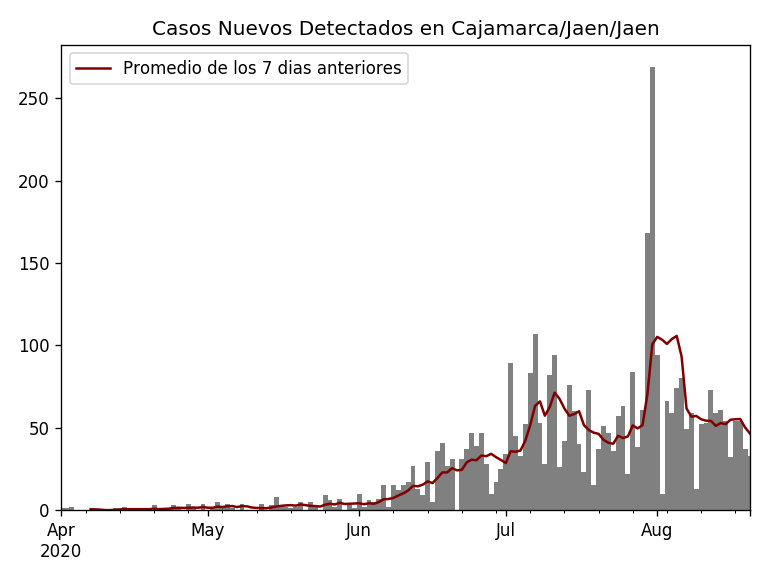 Casos Nuevos Detectados en Cajamarca/Jaen/Jaen
Promedio de los 7 dias anteriores
250
200
150
100
50
0
Apr May Jun Jul Aug
2020